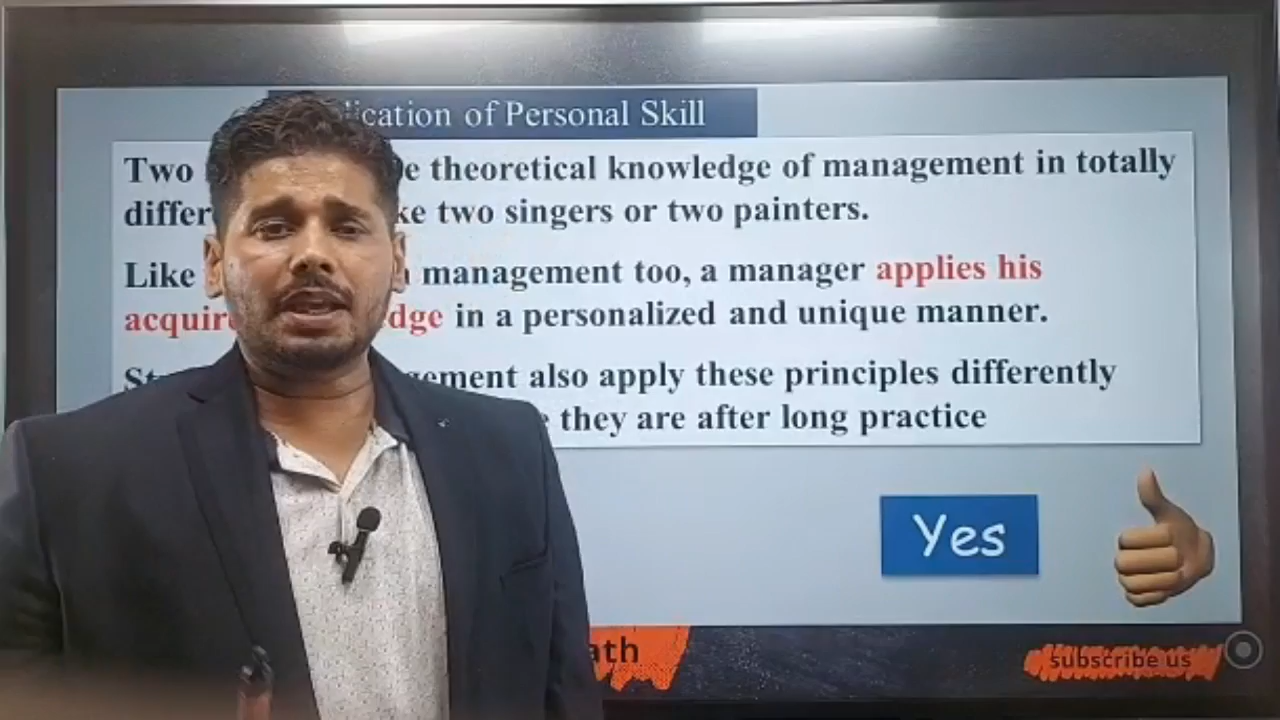 lication of Personal Skill
Two e theoretical knowledge of management in totally
differ ke two singers or two painters.
Like management too, a manager applies his
acquir dge in a personalized and unique manner.
St gement also apply these principles differently
they are after long practice
Yes
ath
subscribe us